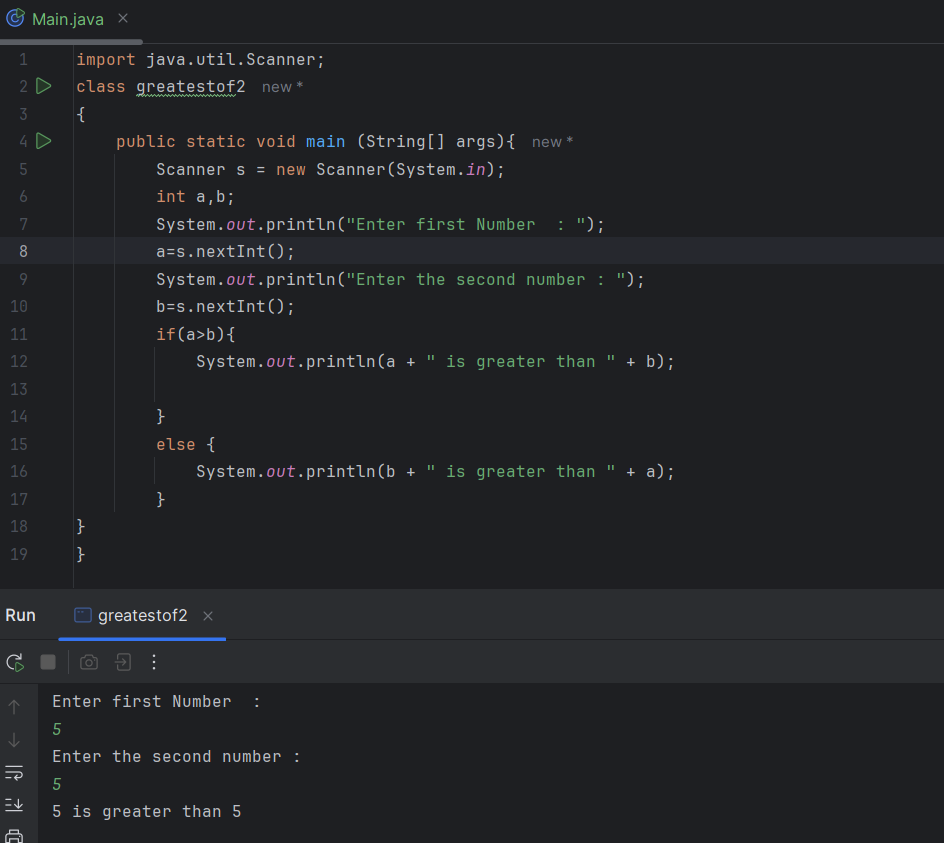 Main.java
1 import java.util.Scanner;
2 class greatestof2 new *
3 {
4 public static void main (String[] args){ new *
5 Scanner s = new Scanner(System.in);
6 int a,b;
7 System.out.println("Enter first Number  : ");
8 a=s.nextInt();
9 System.out.println("Enter the second number : ");
10 b=s.nextInt();
11 if(a>b){
12 System.out.println(a + " is greater than " + b);
13
14 }
15 else {
16 System.out.println(b + " is greater than " + a);
17 }
18 }
19 }
Run greatestof2
Enter first Number  :
5
Enter the second number :
5
5 is greater than 5